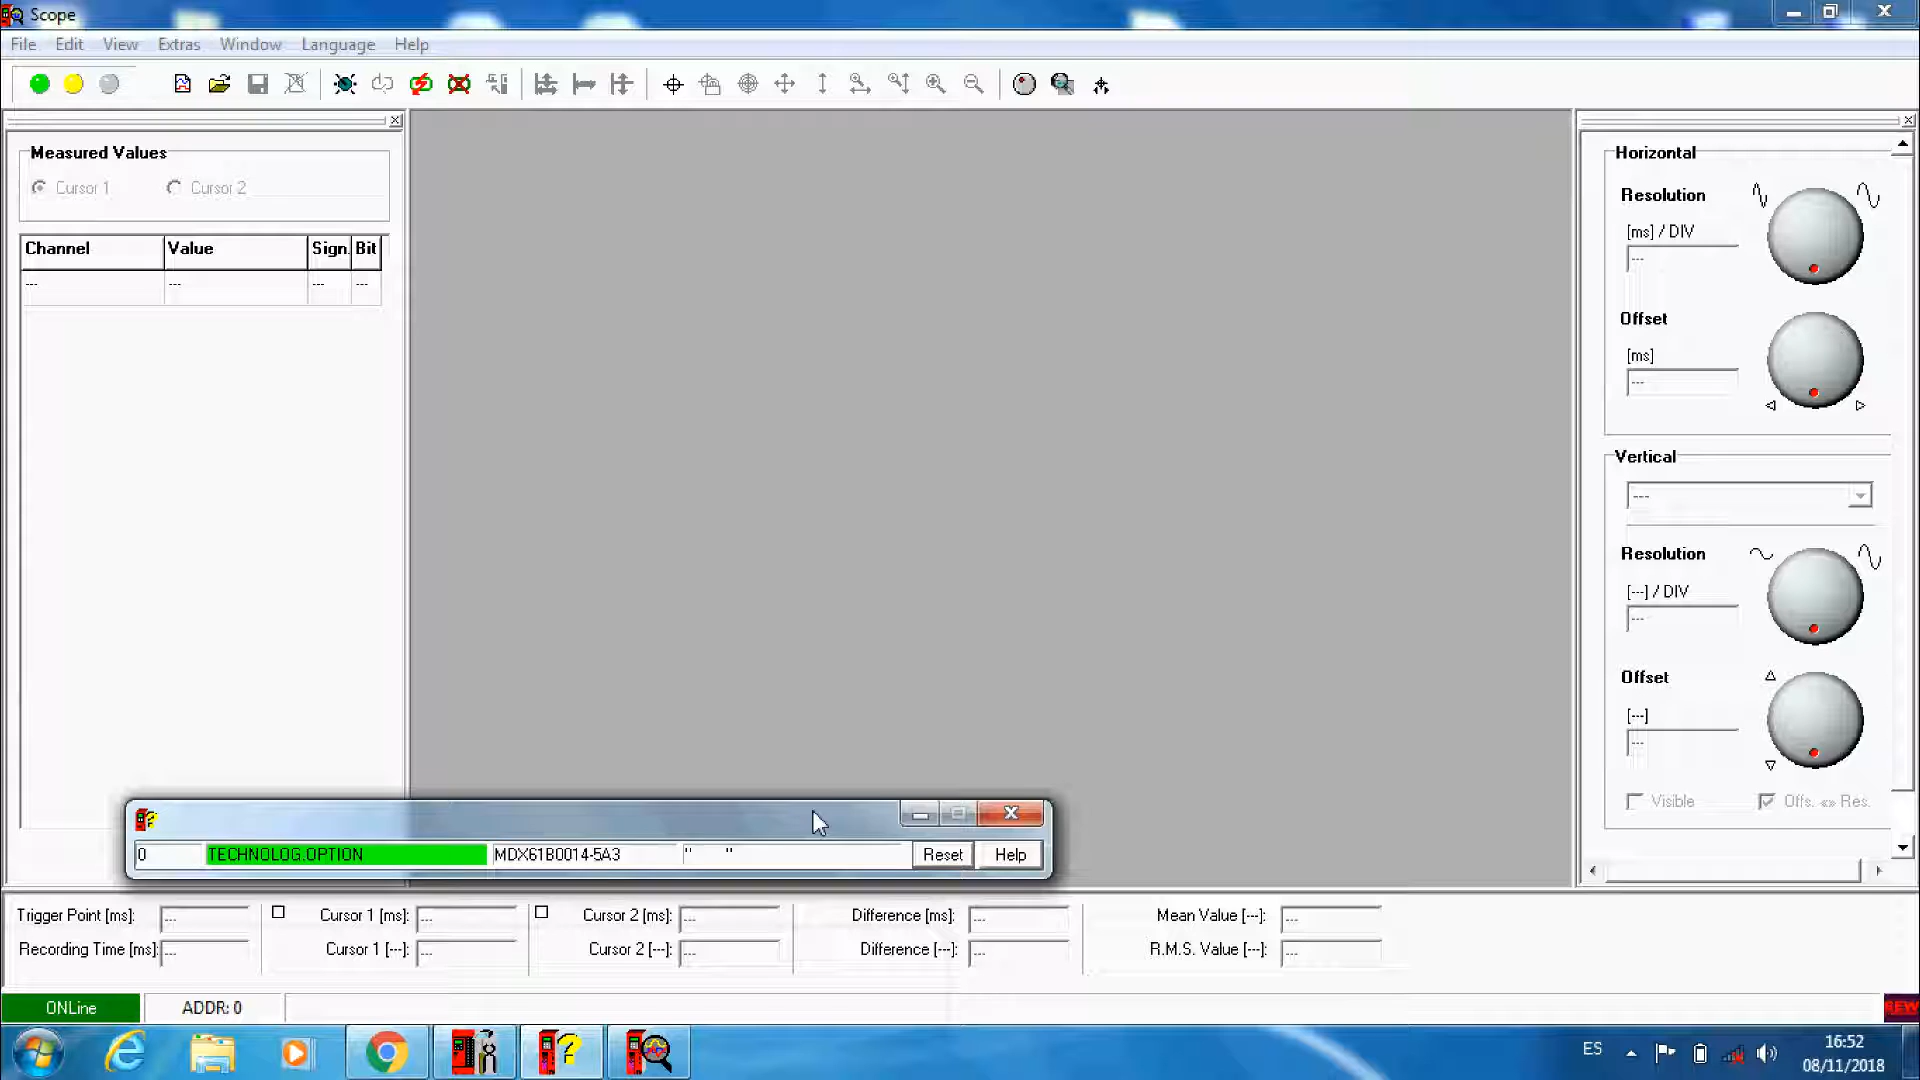 Scope
File Edit View Extras Window Language Help
Measured Values
Cursor 1 Cursor 2
Channel Value Sign. Bit
--- --- --- ---
Horizontal
Resolution
[ms] / DIV
---
Offset
[ms]
---
Vertical
---
Resolution
[---] / DIV
---
Offset
[---]
---
Visible Offs. «» Res.
0 TECHNOLOG.OPTION MDX61B0014-5A3 " " Reset Help
Trigger Point [ms]: --- Cursor 1 [ms]: --- Cursor 2 [ms]: --- Difference [ms]: --- Mean Value [---]: ---
Recording Time [ms]: --- Cursor 1 [---]: --- Cursor 2 [---]: --- Difference [---]: --- R.M.S. Value [---]: ---
ONLine ADDR: 0
SEW
ES 16:52
08/11/2018